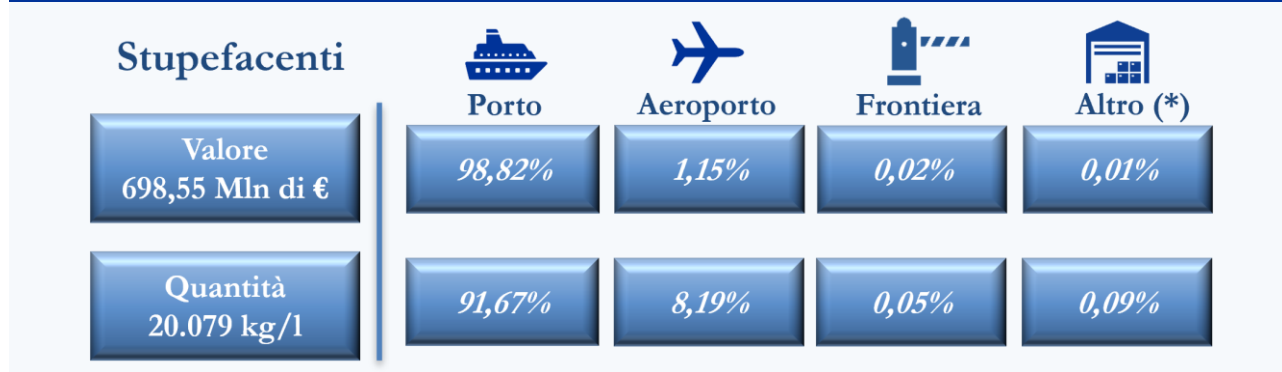 Stupefacenti
Porto
Aeroporto
Frontiera
Altro (*)
Valore
698,55 Mln di €
98,82%
1,15%
0,02%
0,01%
Quantità
20.079 kg/l
91,67%
8,19%
0,05%
0,09%